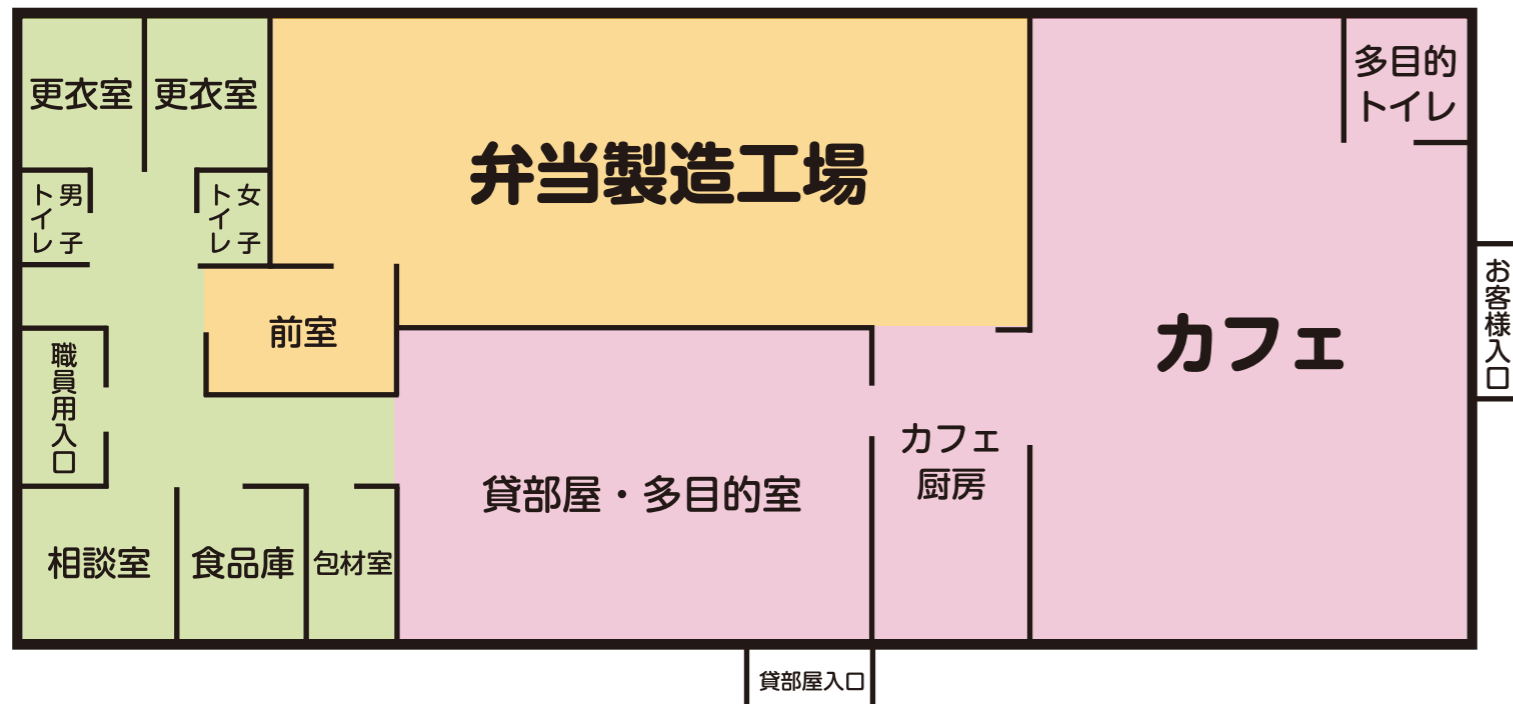 更衣室
更衣室
弁当製造工場
多目的
トイレ
男子
トイレ
女子
トイレ
お客様入口
前室
カフェ
職員用入口
カフェ
厨房
貸部屋・多目的室
相談室
食品庫
包材室
貸部屋入口